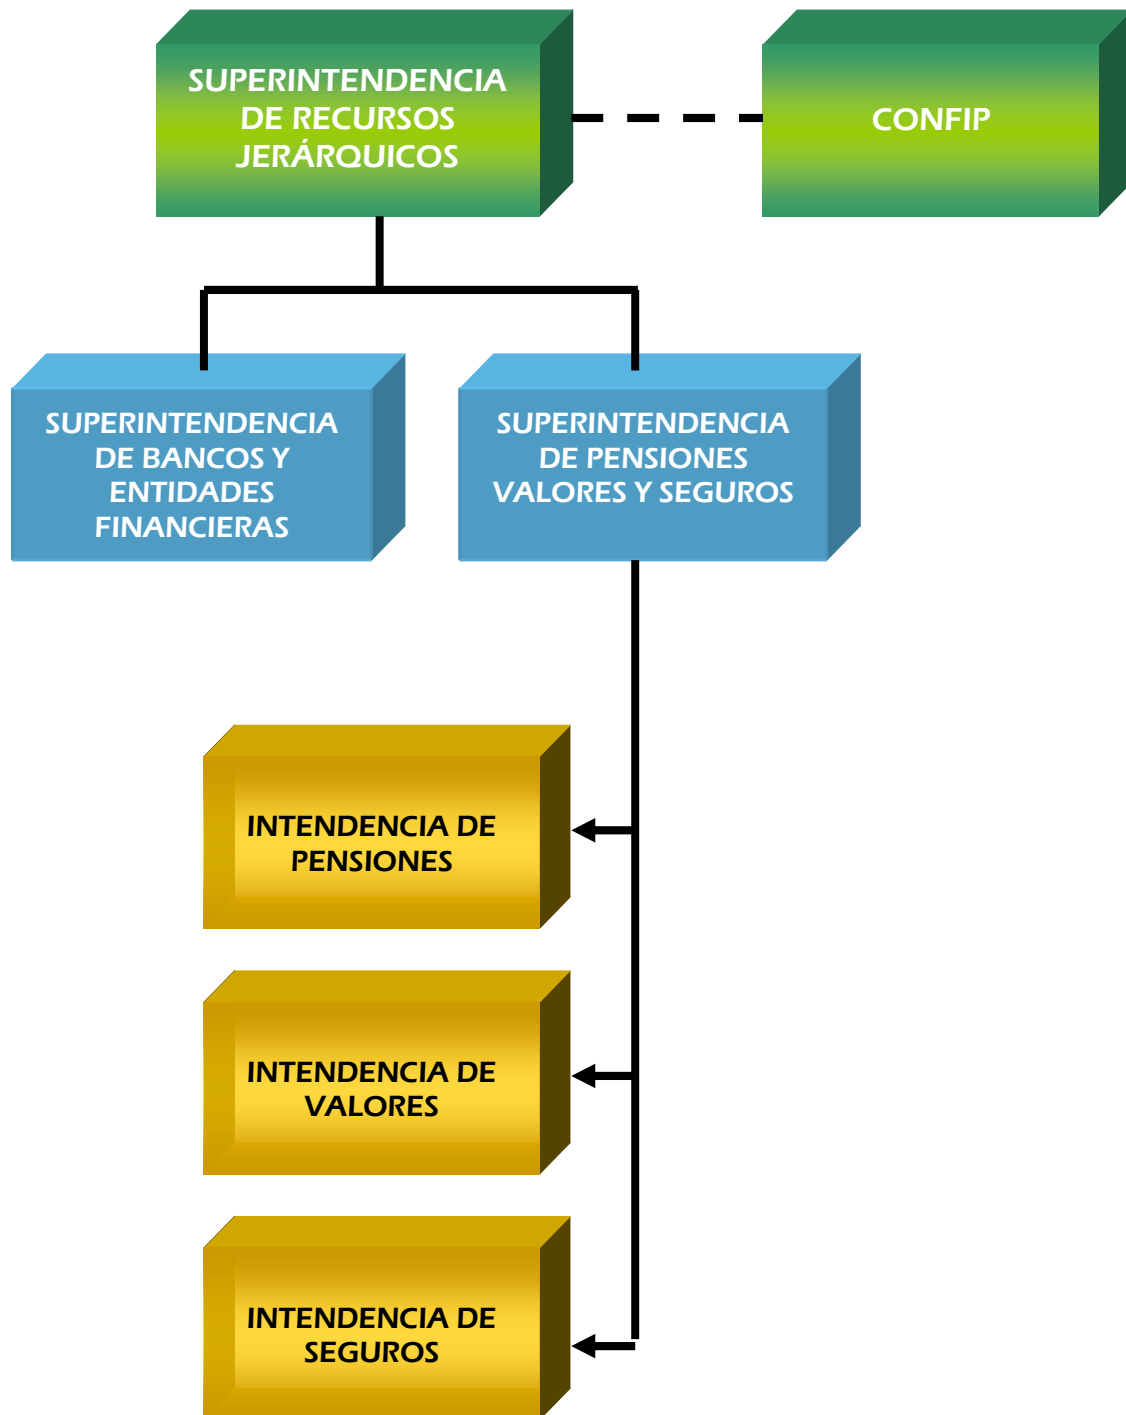 SUPERINTENDENCIA
DE RECURSOS
JERÁRQUICOS
CONFIP
SUPERINTENDENCIA
DE BANCOS Y
ENTIDADES
FINANCIERAS
SUPERINTENDENCIA
DE PENSIONES
VALORES Y SEGUROS
INTENDENCIA DE
PENSIONES
INTENDENCIA DE
VALORES
INTENDENCIA DE
SEGUROS